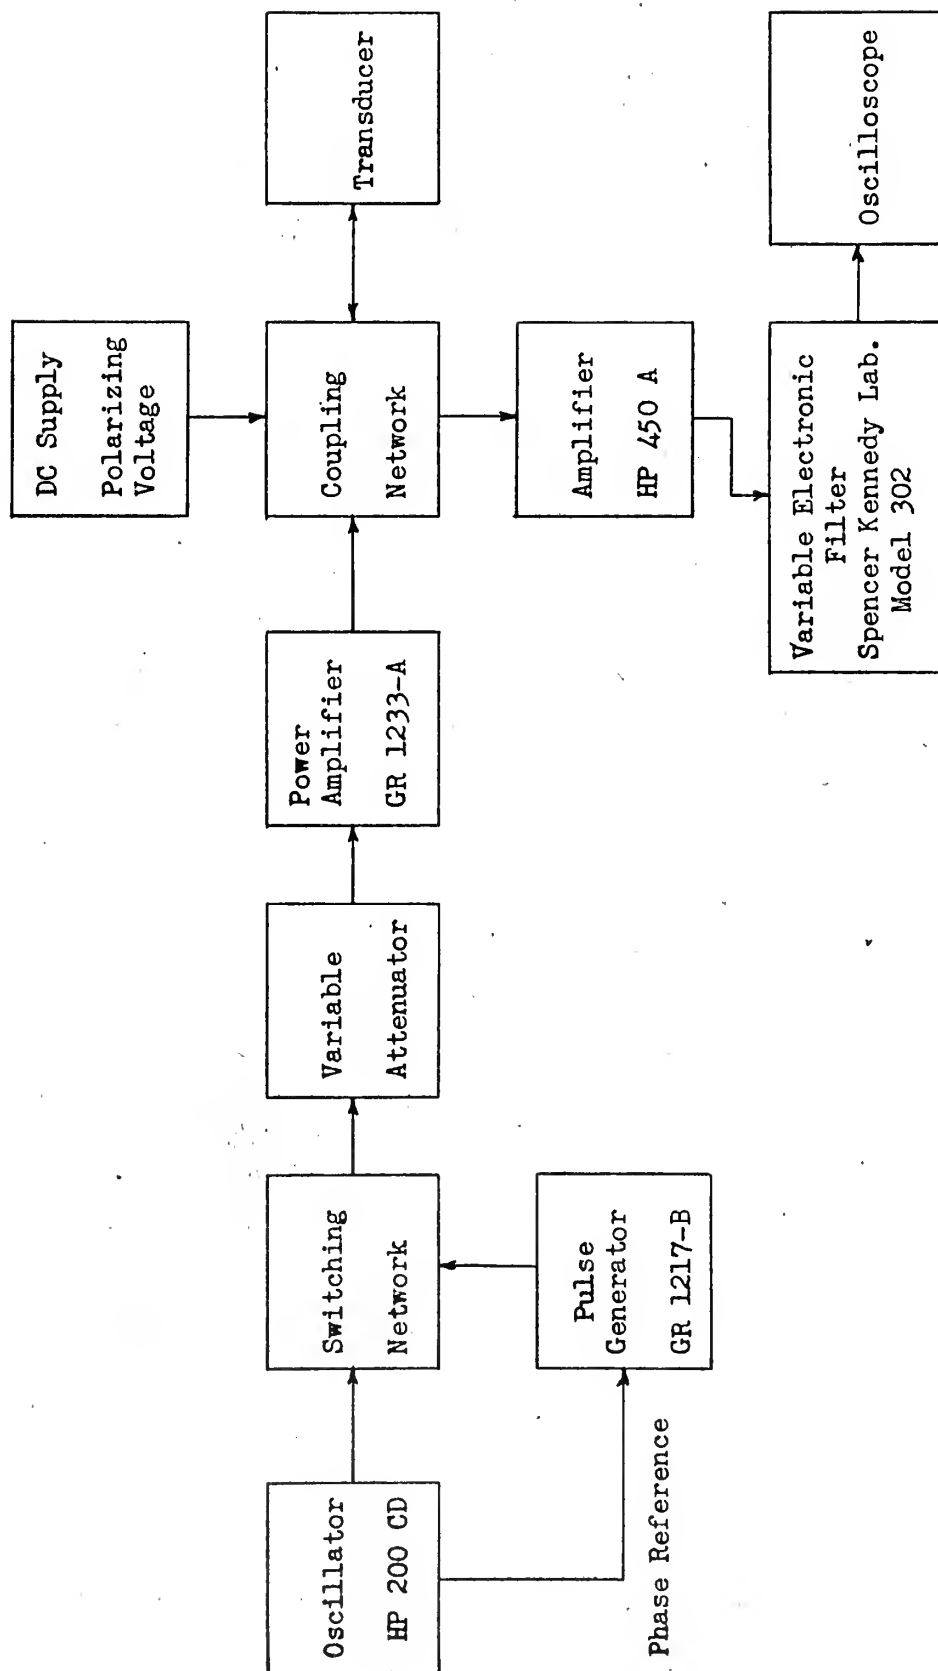 DC Supply
Polarizing
Voltage
Oscillator
HP 200 CD
Switching
Network
Variable
Attenuator
Power
Amplifier
GR 1233-A
Coupling
Network
Transducer
Phase Reference
Pulse
Generator
GR 1217-B
Amplifier
HP 450 A
Variable Electronic
Filter
Spencer Kennedy Lab.
Model 302
Oscilloscope